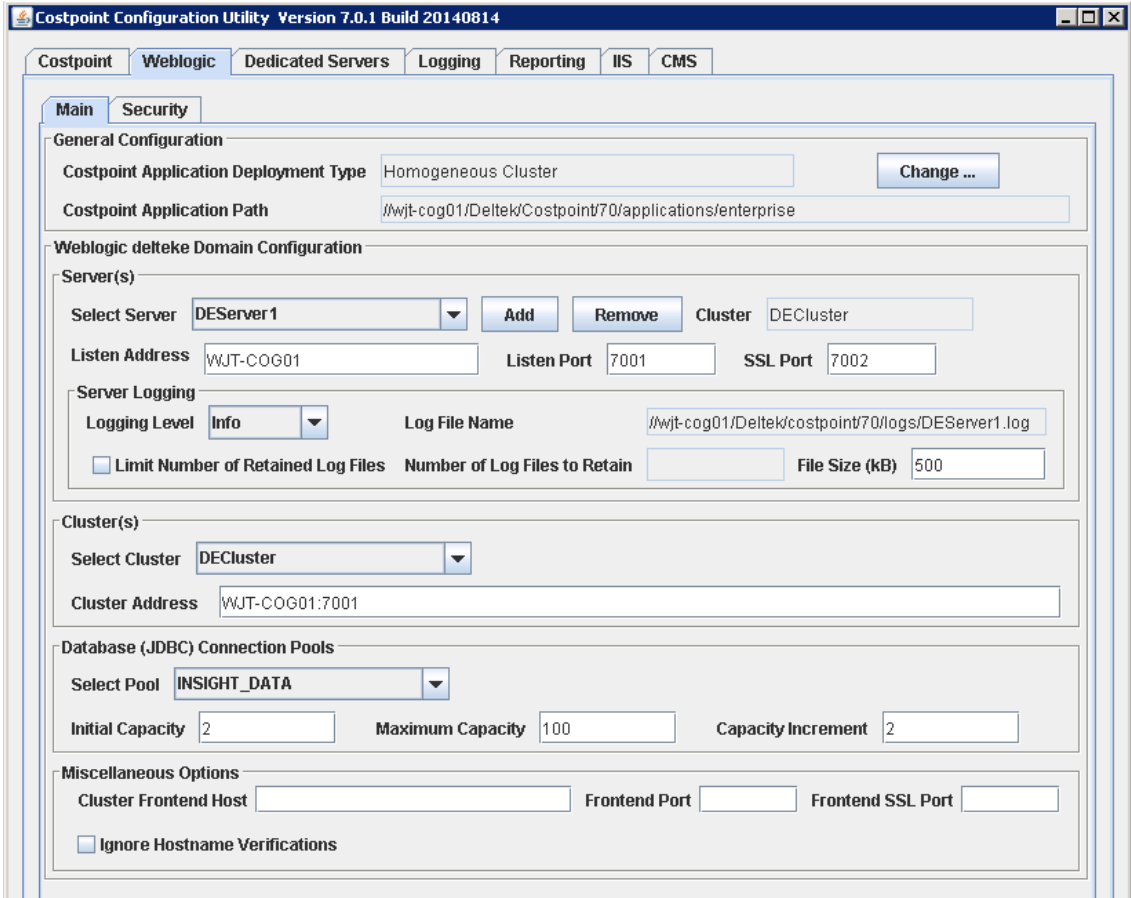 Costpoint Configuration Utility Version 7.0.1 Build 20140814
Costpoint Weblogic Dedicated Servers Logging Reporting IIS CMS
Main Security
General Configuration
Costpoint Application Deployment Type Homogeneous Cluster Change ...
Costpoint Application Path //wjt-cog01/Deltek/Costpoint/70/applications/enterprise
Weblogic delteke Domain Configuration
Server(s)
Select Server DEServer1 Add Remove Cluster DECluster
Listen Address WJT-COG01 Listen Port 7001 SSL Port 7002
Server Logging
Logging Level Info Log File Name //wjt-cog01/Deltek/costpoint/70/logs/DEServer1.log
Limit Number of Retained Log Files Number of Log Files to Retain File Size (kB) 500
Cluster(s)
Select Cluster DECluster
Cluster Address WJT-COG01:7001
Database (JDBC) Connection Pools
Select Pool INSIGHT_DATA
Initial Capacity 2 Maximum Capacity 100 Capacity Increment 2
Miscellaneous Options
Cluster Frontend Host Frontend Port Frontend SSL Port
Ignore Hostname Verifications